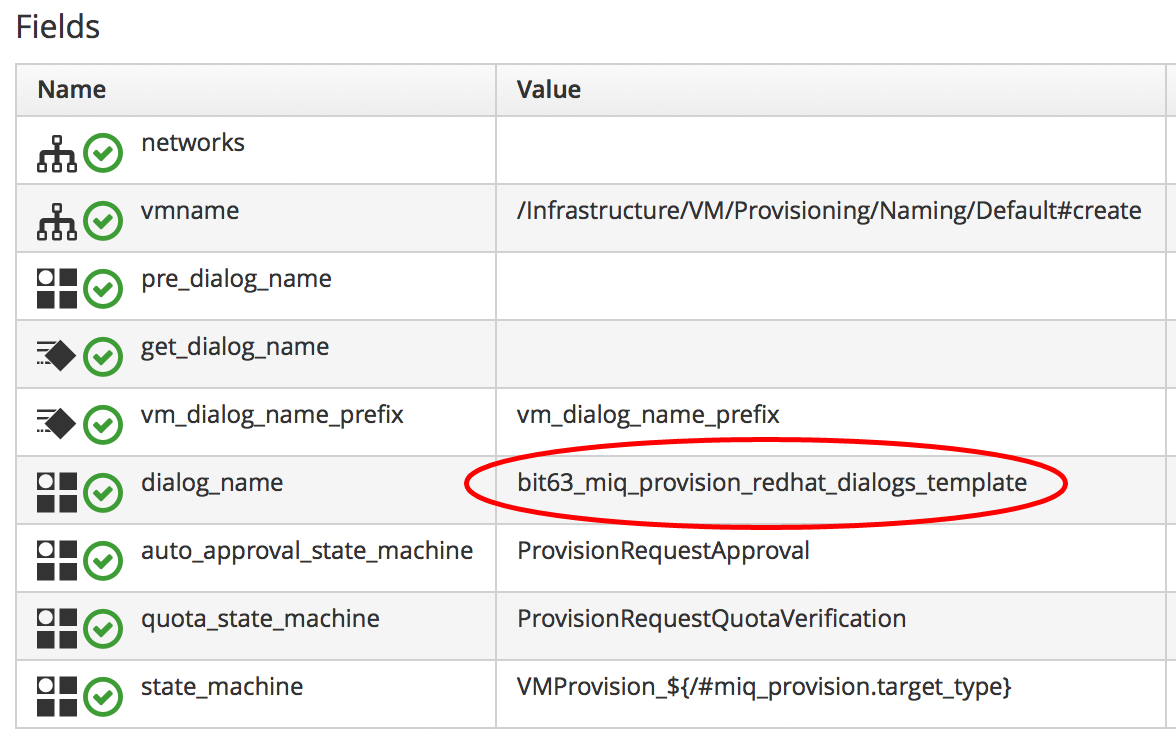 Fields
Name Value
networks
vmname /Infrastructure/VM/Provisioning/Naming/Default#create
pre_dialog_name
get_dialog_name
vm_dialog_name_prefix vm_dialog_name_prefix
dialog_name bit63_miq_provision_redhat_dialogs_template
auto_approval_state_machine ProvisionRequestApproval
quota_state_machine ProvisionRequestQuotaVerification
state_machine VMProvision_${/#miq_provision.target_type}